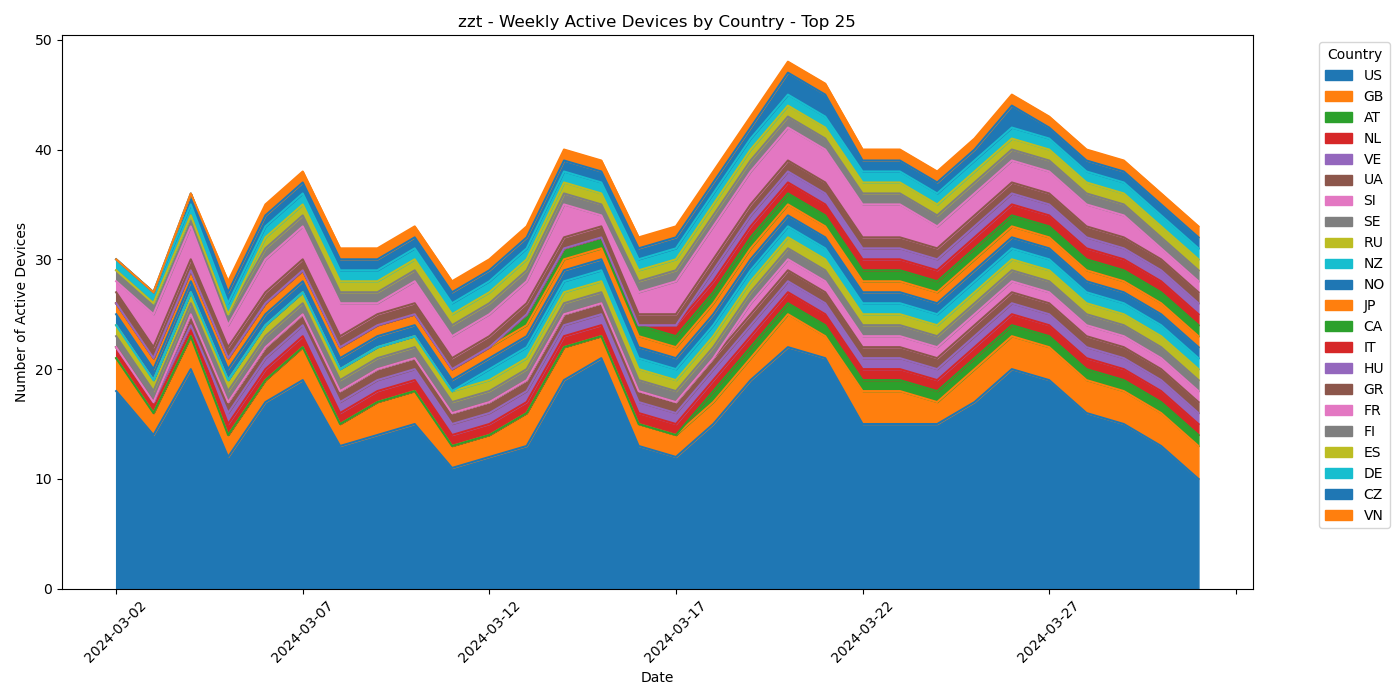 zzt - Weekly Active Devices by Country - Top 25
50
40
30
20
10
0
Number of Active Devices
2024-03-02
2024-03-07
2024-03-12
2024-03-17
2024-03-22
2024-03-27
Date
Country
US
GB
AT
NL
VE
UA
SI
SE
RU
NZ
NO
JP
CA
IT
HU
GR
FR
FI
ES
DE
CZ
VN